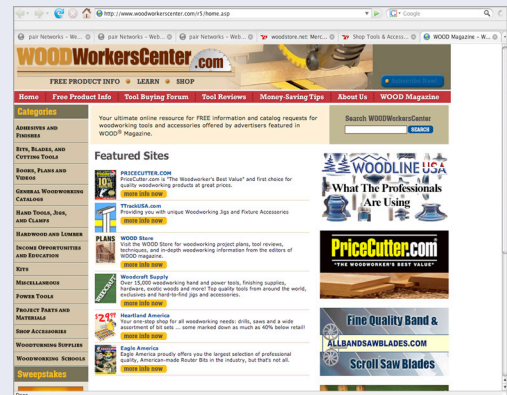 http://www.woodworkerscenter.com/r5/home.asp
Google
pair Networks – We...
pair Networks – Web...
pair Networks – Web...
woodstore.net: Merc...
Shop Tools & Access...
WOOD Magazine – W...
WOODWorkersCenter.com
FREE PRODUCT INFO LEARN SHOP
Subscribe Now!
Home Free Product Info Tool Buying Forum Tool Reviews Money-Saving Tips About Us WOOD Magazine
Categories
ADHESIVES AND
FINISHES
BITS, BLADES, AND
CUTTING TOOLS
BOOKS, PLANS AND
VIDEOS
GENERAL WOODWORKING
CATALOGS
HAND TOOLS, JIGS,
AND CLAMPS
HARDWOOD AND LUMBER
INCOME OPPORTUNITIES
AND EDUCATION
KITS
MISCELLANEOUS
POWER TOOLS
PROJECT PARTS AND
MATERIALS
SHOP ACCESSORIES
WOODTURNING SUPPLIES
WOODWORKING SCHOOLS
Sweepstakes
Your ultimate online resource for FREE information and catalog requests for
woodworking tools and accessories offered by advertisers featured in
WOOD® Magazine.
Search WOODWorkersCenter
SEARCH
Featured Sites
PRICECUTTER.COM
PriceCutter.com is "The Woodworker's Best Value" and first choice for
quality woodworking products at great prices.
more info now
TTrackUSA.com
Providing you with unique Woodworking Jigs and Fixture Accessories
more info now
PLANS
WOOD Store
Visit the WOOD Store for woodworking project plans, tool reviews,
techniques, and in-depth woodworking information from the editors of
WOOD magazine.
more info now
WOODCRAFT
Woodcraft Supply
Over 15,000 woodworking hand and power tools, finishing supplies,
hardware, exotic woods and more! Top quality tools from around the world,
exclusives and hard-to-find jigs and accessories.
more info now
$29.99
Heartland America
Your one-stop shop for all woodworking needs: drills, saws and a wide
assortment of bit sets ... some marked down as much as 40% below retail!
more info now
Eagle America
Eagle America proudly offers you the largest selection of professional
quality, American-made Router Bits in the industry, but that's not all.
more info now
WOODLINE USA
What The Professionals
Are Using
PriceCutter.com
"THE WOODWORKER'S BEST VALUE"
Fine Quality Band &
ALLBANDSAWBLADES.COM
Scroll Saw Blades
Done